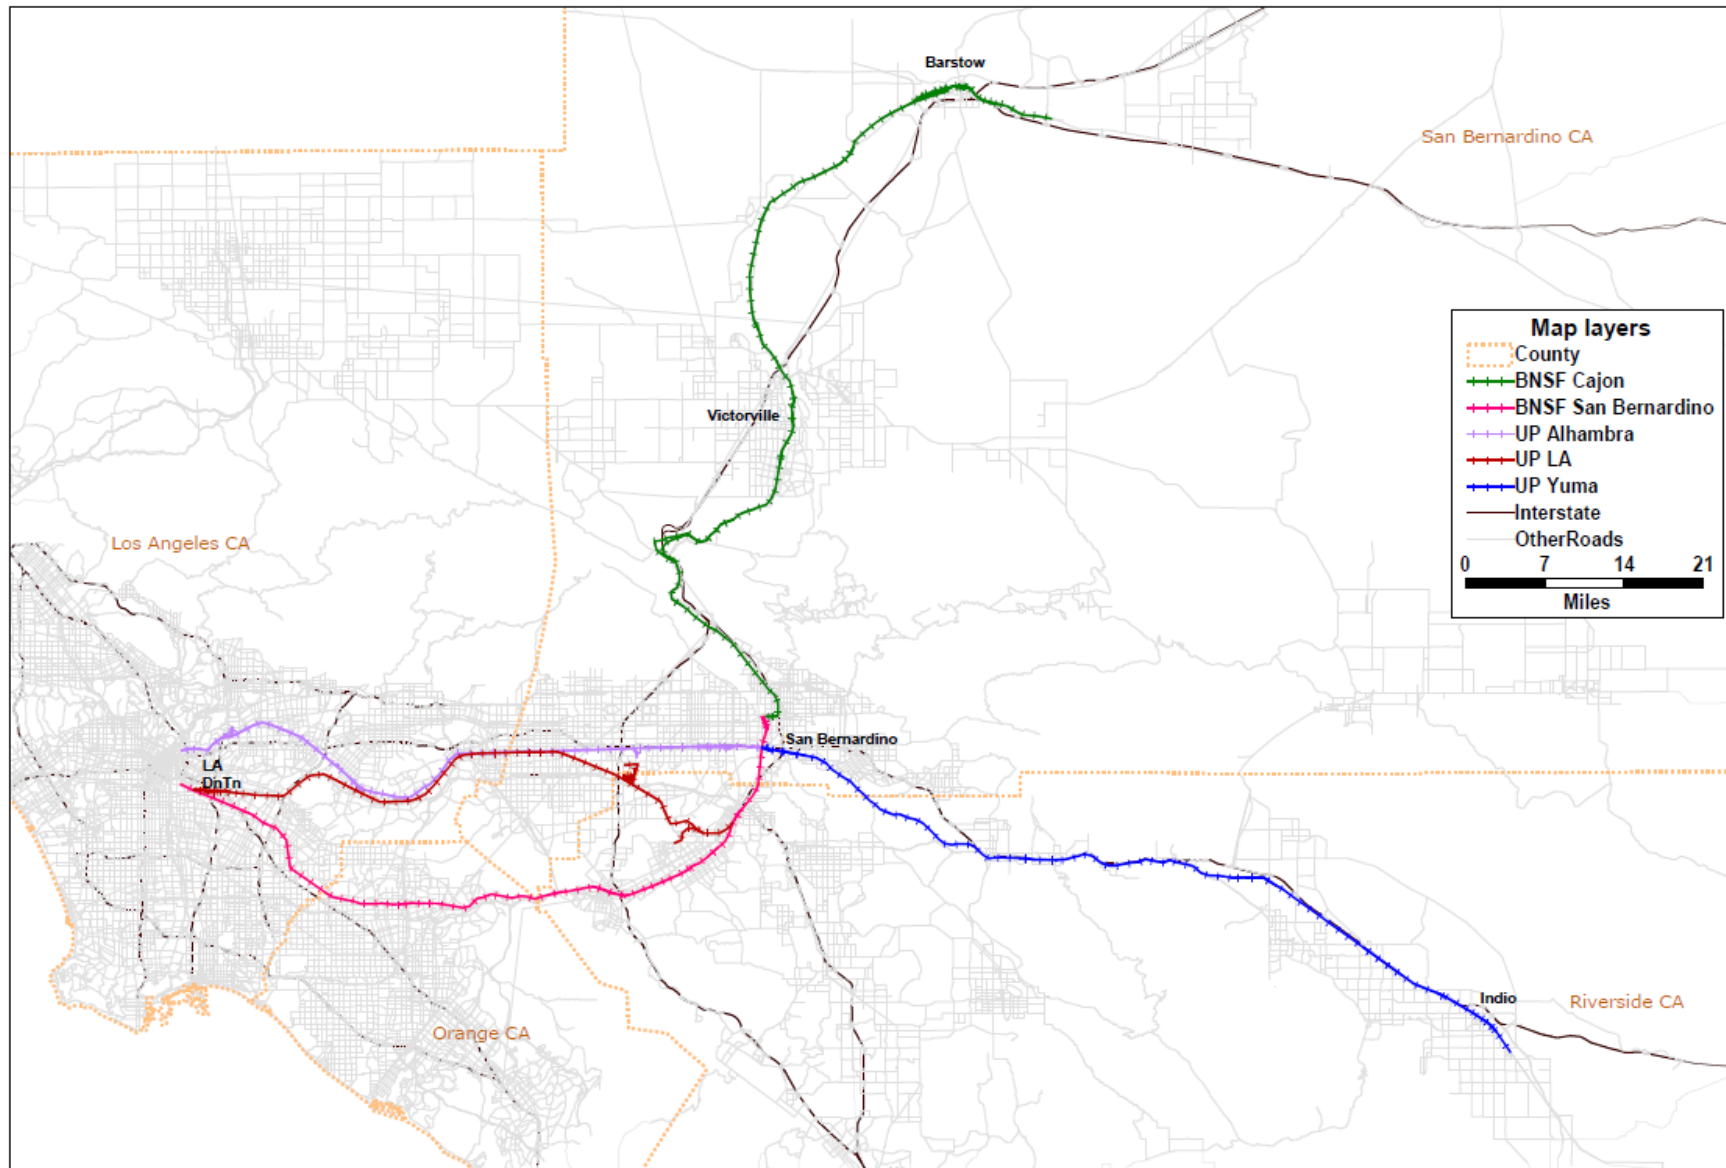 Barstow
San Bernardino CA
Map layers
County
BNSF Cajon
BNSF San Bernardino
UP Alhambra
UP LA
UP Yuma
Interstate
OtherRoads
0 7 14 21
Miles
Victorville
Los Angeles CA
San Bernardino
LA
DnTn
Indio
Riverside CA
Orange CA